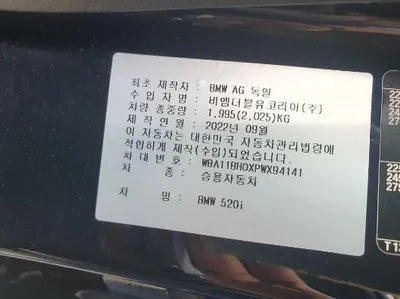 최초 제작자 : BMW AG 독일
수 입 자 명 : 비엠더블유코리아(주)
차량 총중량 : 1,995(2,025)KG
제 작 연 월 : 2022년 09월
이 자동차는 대한민국 자동차관리법령에
적합하게 제작(수입)되었습니다.
차 대 번 호 : WBA11BH0XPWX94141
차 종 : 승용자동차
차 명 : BMW 520i